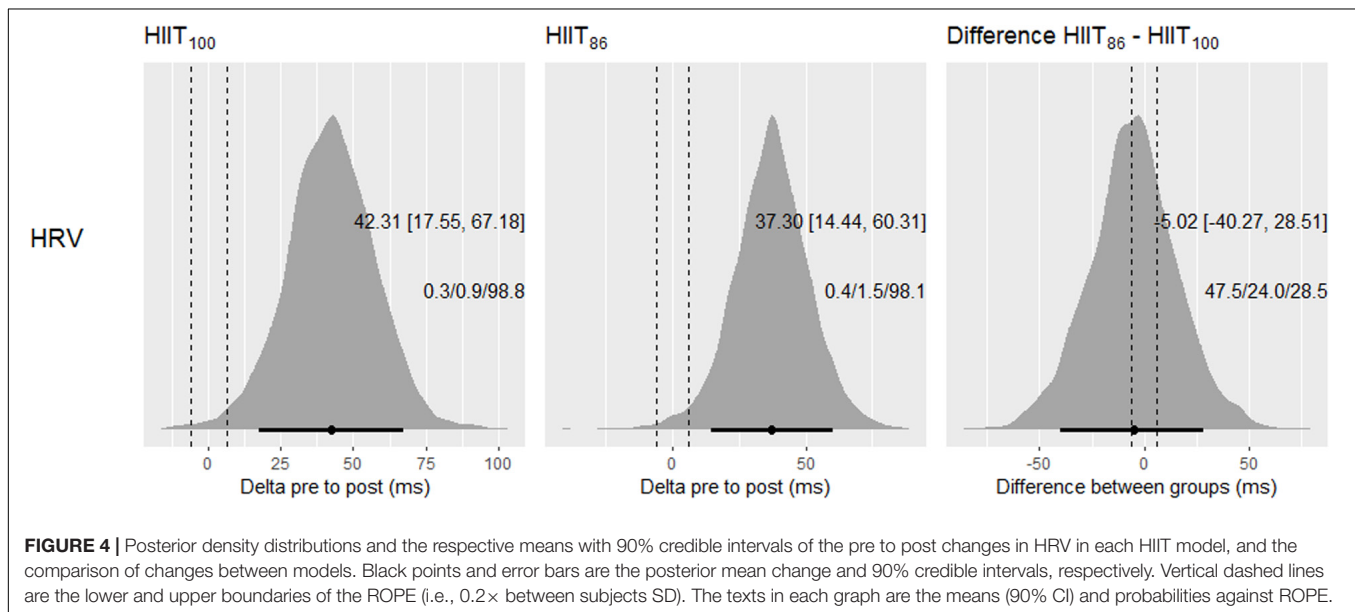 HIIT₁₀₀
HIIT₈₆
Difference HIIT₈₆ - HIIT₁₀₀
HRV
42.31 [17.55, 67.18]
0.3/0.9/98.8
37.30 [14.44, 60.31]
0.4/1.5/98.1
-5.02 [-40.27, 28.51]
47.5/24.0/28.5
0 25 50 75 100
0 50
-50 0 50
Delta pre to post (ms)
Delta pre to post (ms)
Difference between groups (ms)
FIGURE 4 | Posterior density distributions and the respective means with 90% credible intervals of the pre to post changes in HRV in each HIIT model, and the
comparison of changes between models. Black points and error bars are the posterior mean change and 90% credible intervals, respectively. Vertical dashed lines
are the lower and upper boundaries of the ROPE (i.e., 0.2× between subjects SD). The texts in each graph are the means (90% CI) and probabilities against ROPE.